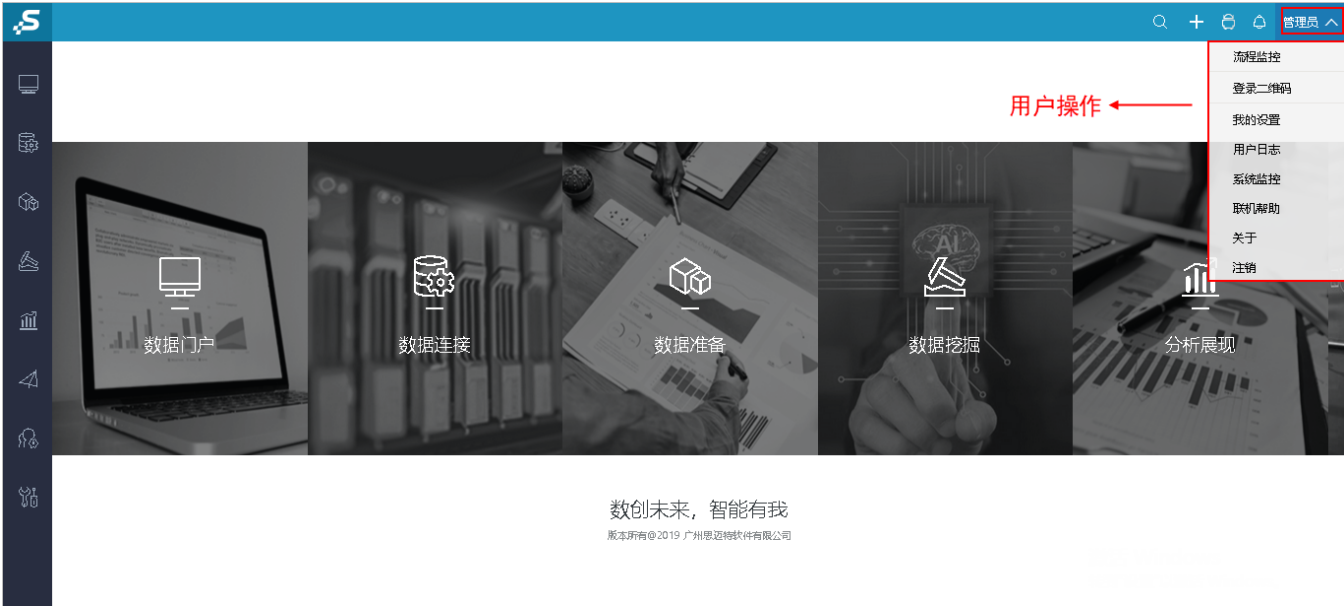 管理员
流程监控
登录二维码
用户操作
我的设置
用户日志
系统监控
联机帮助
关于
注销
AI
数据门户
数据连接
数据准备
数据挖掘
分析展现
数创未来，智能有我
版本所有@2019 广州思迈特软件有限公司